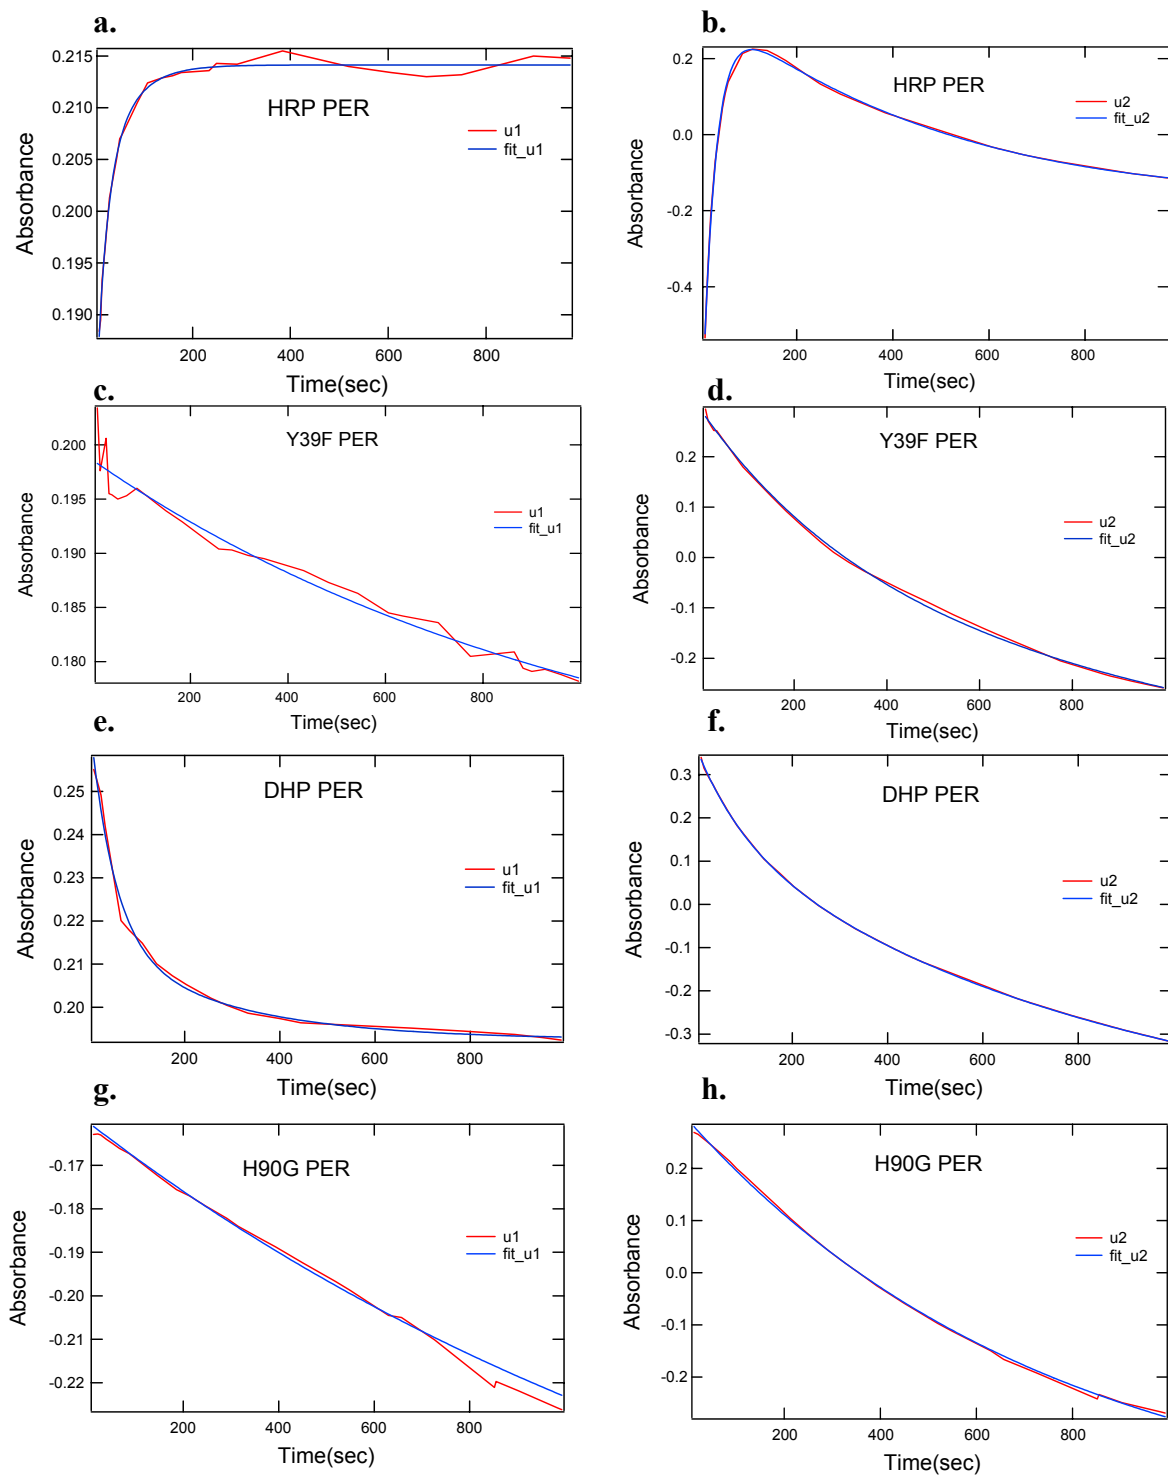 a.
0.215
0.210
0.205
0.200
0.195
0.190
Absorbance
HRP PER
u1
fit_u1
200
400
600
800
Time(sec)
b.
0.2
0.0
-0.2
-0.4
Absorbance
HRP PER
u2
fit_u2
200
400
600
800
Time(sec)
c.
0.200
0.195
0.190
0.185
0.180
Absorbance
Y39F PER
u1
fit_u1
200
400
600
800
Time(sec)
d.
0.2
0.1
0.0
-0.1
-0.2
Absorbance
Y39F PER
u2
fit_u2
200
400
600
800
Time(sec)
e.
0.25
0.24
0.23
0.22
0.21
0.20
Absorbance
DHP PER
u1
fit_u1
200
400
600
800
Time(sec)
f.
0.3
0.2
0.1
0.0
-0.1
-0.2
-0.3
Absorbance
DHP PER
u2
fit_u2
200
400
600
800
Time(sec)
g.
-0.17
-0.18
-0.19
-0.20
-0.21
-0.22
Absorbance
H90G PER
u1
fit_u1
200
400
600
800
Time(sec)
h.
0.2
0.1
0.0
-0.1
-0.2
Absorbance
H90G PER
u2
fit_u2
200
400
600
800
Time(sec)